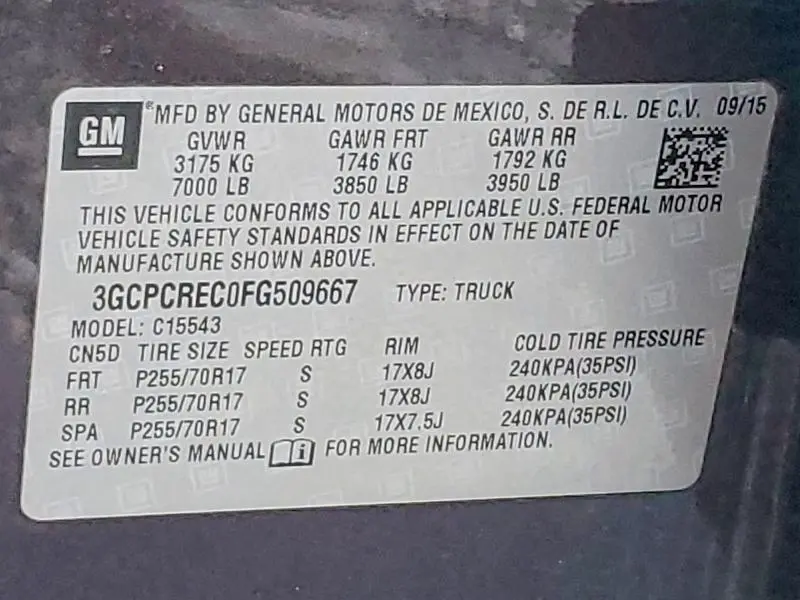 GM ® MFD BY GENERAL MOTORS DE MEXICO, S. DE R.L. DE C.V. 09/15
GVWR GAWR FRT GAWR RR
3175 KG 1746 KG 1792 KG
7000 LB 3850 LB 3950 LB
THIS VEHICLE CONFORMS TO ALL APPLICABLE U.S. FEDERAL MOTOR
VEHICLE SAFETY STANDARDS IN EFFECT ON THE DATE OF
MANUFACTURE SHOWN ABOVE.
3GCPCREC0FG509667 TYPE: TRUCK
MODEL: C15543
CN5D TIRE SIZE SPEED RTG RIM COLD TIRE PRESSURE
FRT P255/70R17 S 17X8J 240KPA(35PSI)
RR P255/70R17 S 17X8J 240KPA(35PSI)
SPA P255/70R17 S 17X7.5J 240KPA(35PSI)
SEE OWNER'S MANUAL i FOR MORE INFORMATION.